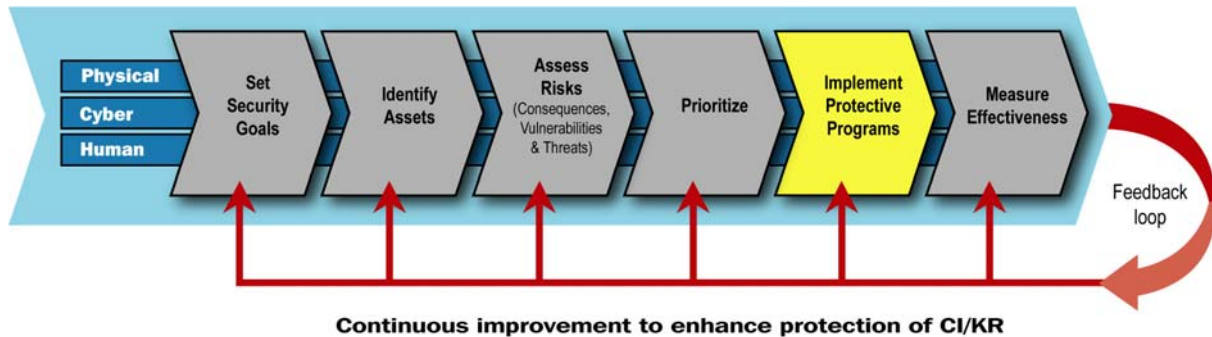 Physical
Cyber
Human
Set
Security
Goals
Identify
Assets
Assess
Risks
(Consequences,
Vulnerabilities
& Threats)
Prioritize
Implement
Protective
Programs
Measure
Effectiveness
Feedback
loop
Continuous improvement to enhance protection of CI/KR